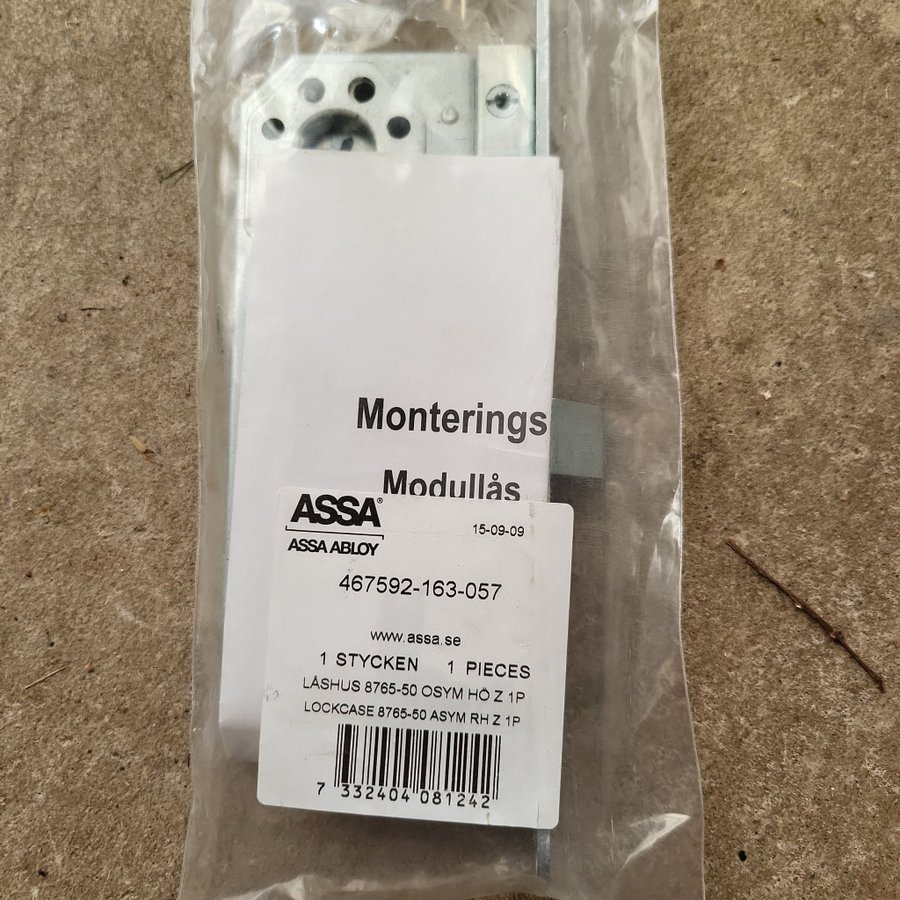 Monterings
Modullås
ASSA®
ASSA ABLOY
15-09-09
467592-163-057
www.assa.se
1 STYCKEN 1 PIECES
LÅSHUS 8765-50 OSYM HÖ Z 1P
LOCKCASE 8765-50 ASYM RH Z 1P
7 332404 081242